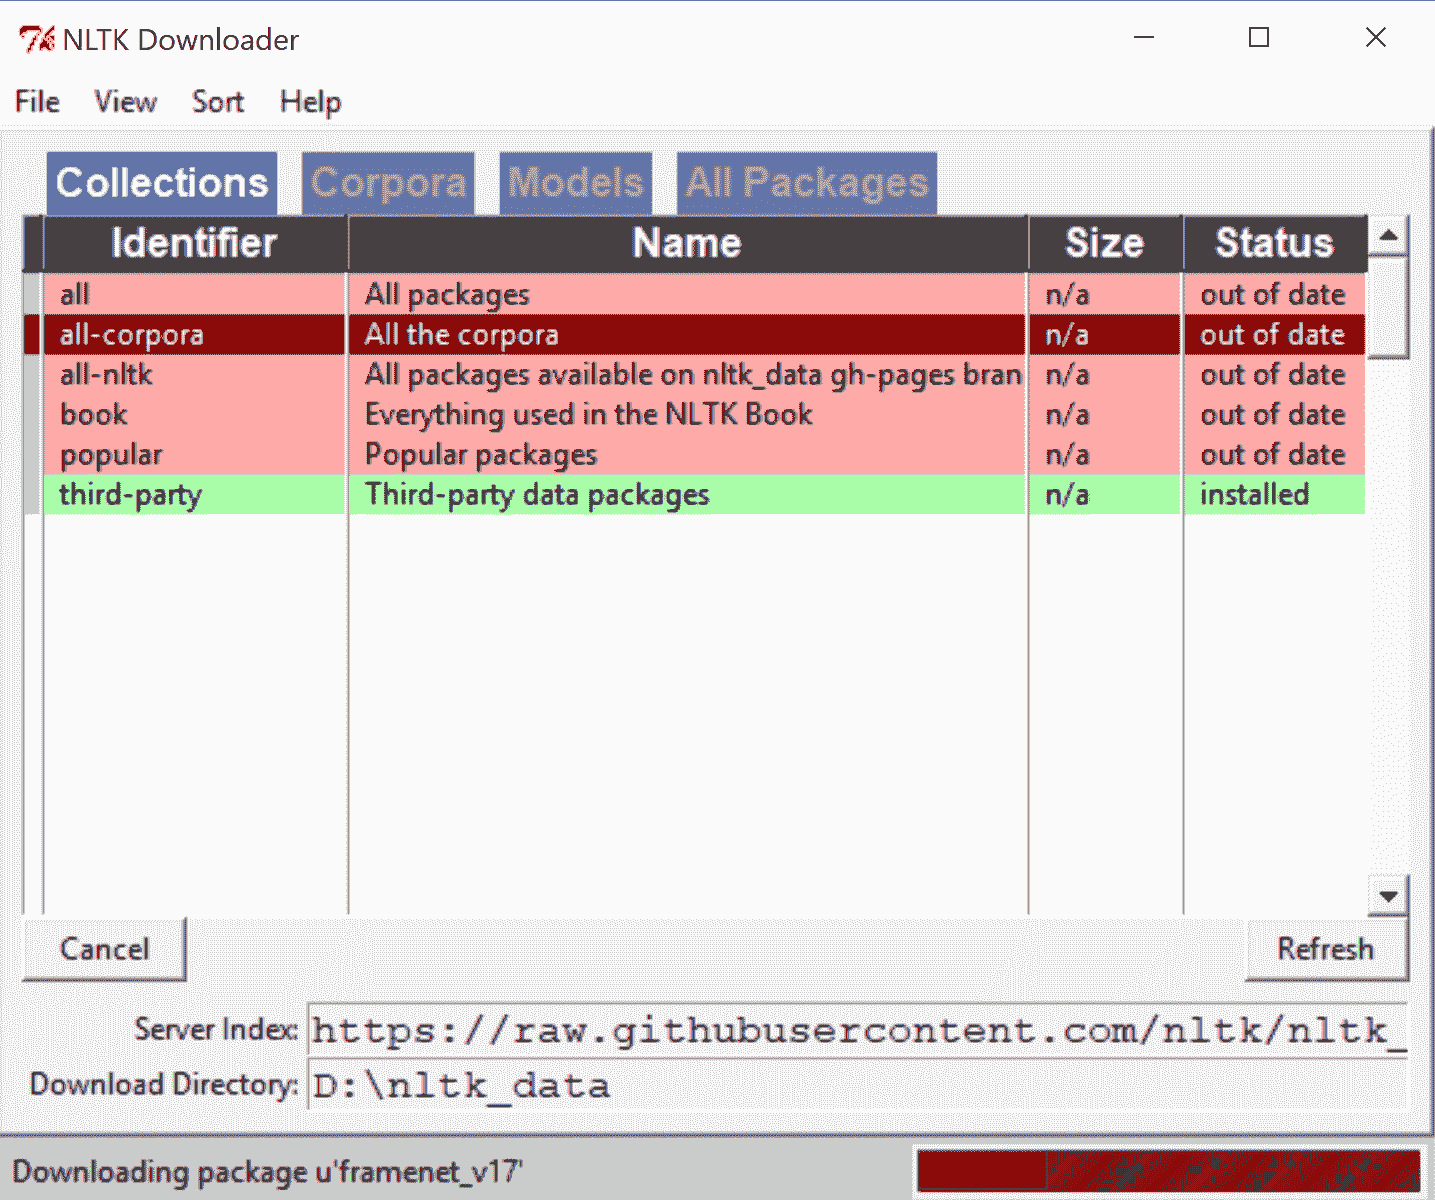 NLTK Downloader
File View Sort Help
Collections Corpora Models All Packages
Identifier Name Size Status
all All packages n/a out of date
all-corpora All the corpora n/a out of date
all-nltk All packages available on nltk_data gh-pages bran n/a out of date
book Everything used in the NLTK Book n/a out of date
popular Popular packages n/a out of date
third-party Third-party data packages n/a installed
Cancel Refresh
Server Index: https://raw.githubusercontent.com/nltk/nltk_
Download Directory: D:\nltk_data
Downloading package u'framenet_v17'